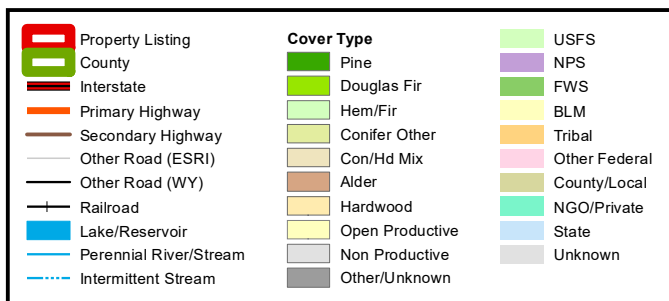 Property Listing
County
Interstate
Primary Highway
Secondary Highway
Other Road (ESRI)
Other Road (WY)
Railroad
Lake/Reservoir
Perennial River/Stream
Intermittent Stream
Cover Type
Pine
Douglas Fir
Hem/Fir
Conifer Other
Con/Hd Mix
Alder
Hardwood
Open Productive
Non Productive
Other/Unknown
USFS
NPS
FWS
BLM
Tribal
Other Federal
County/Local
NGO/Private
State
Unknown